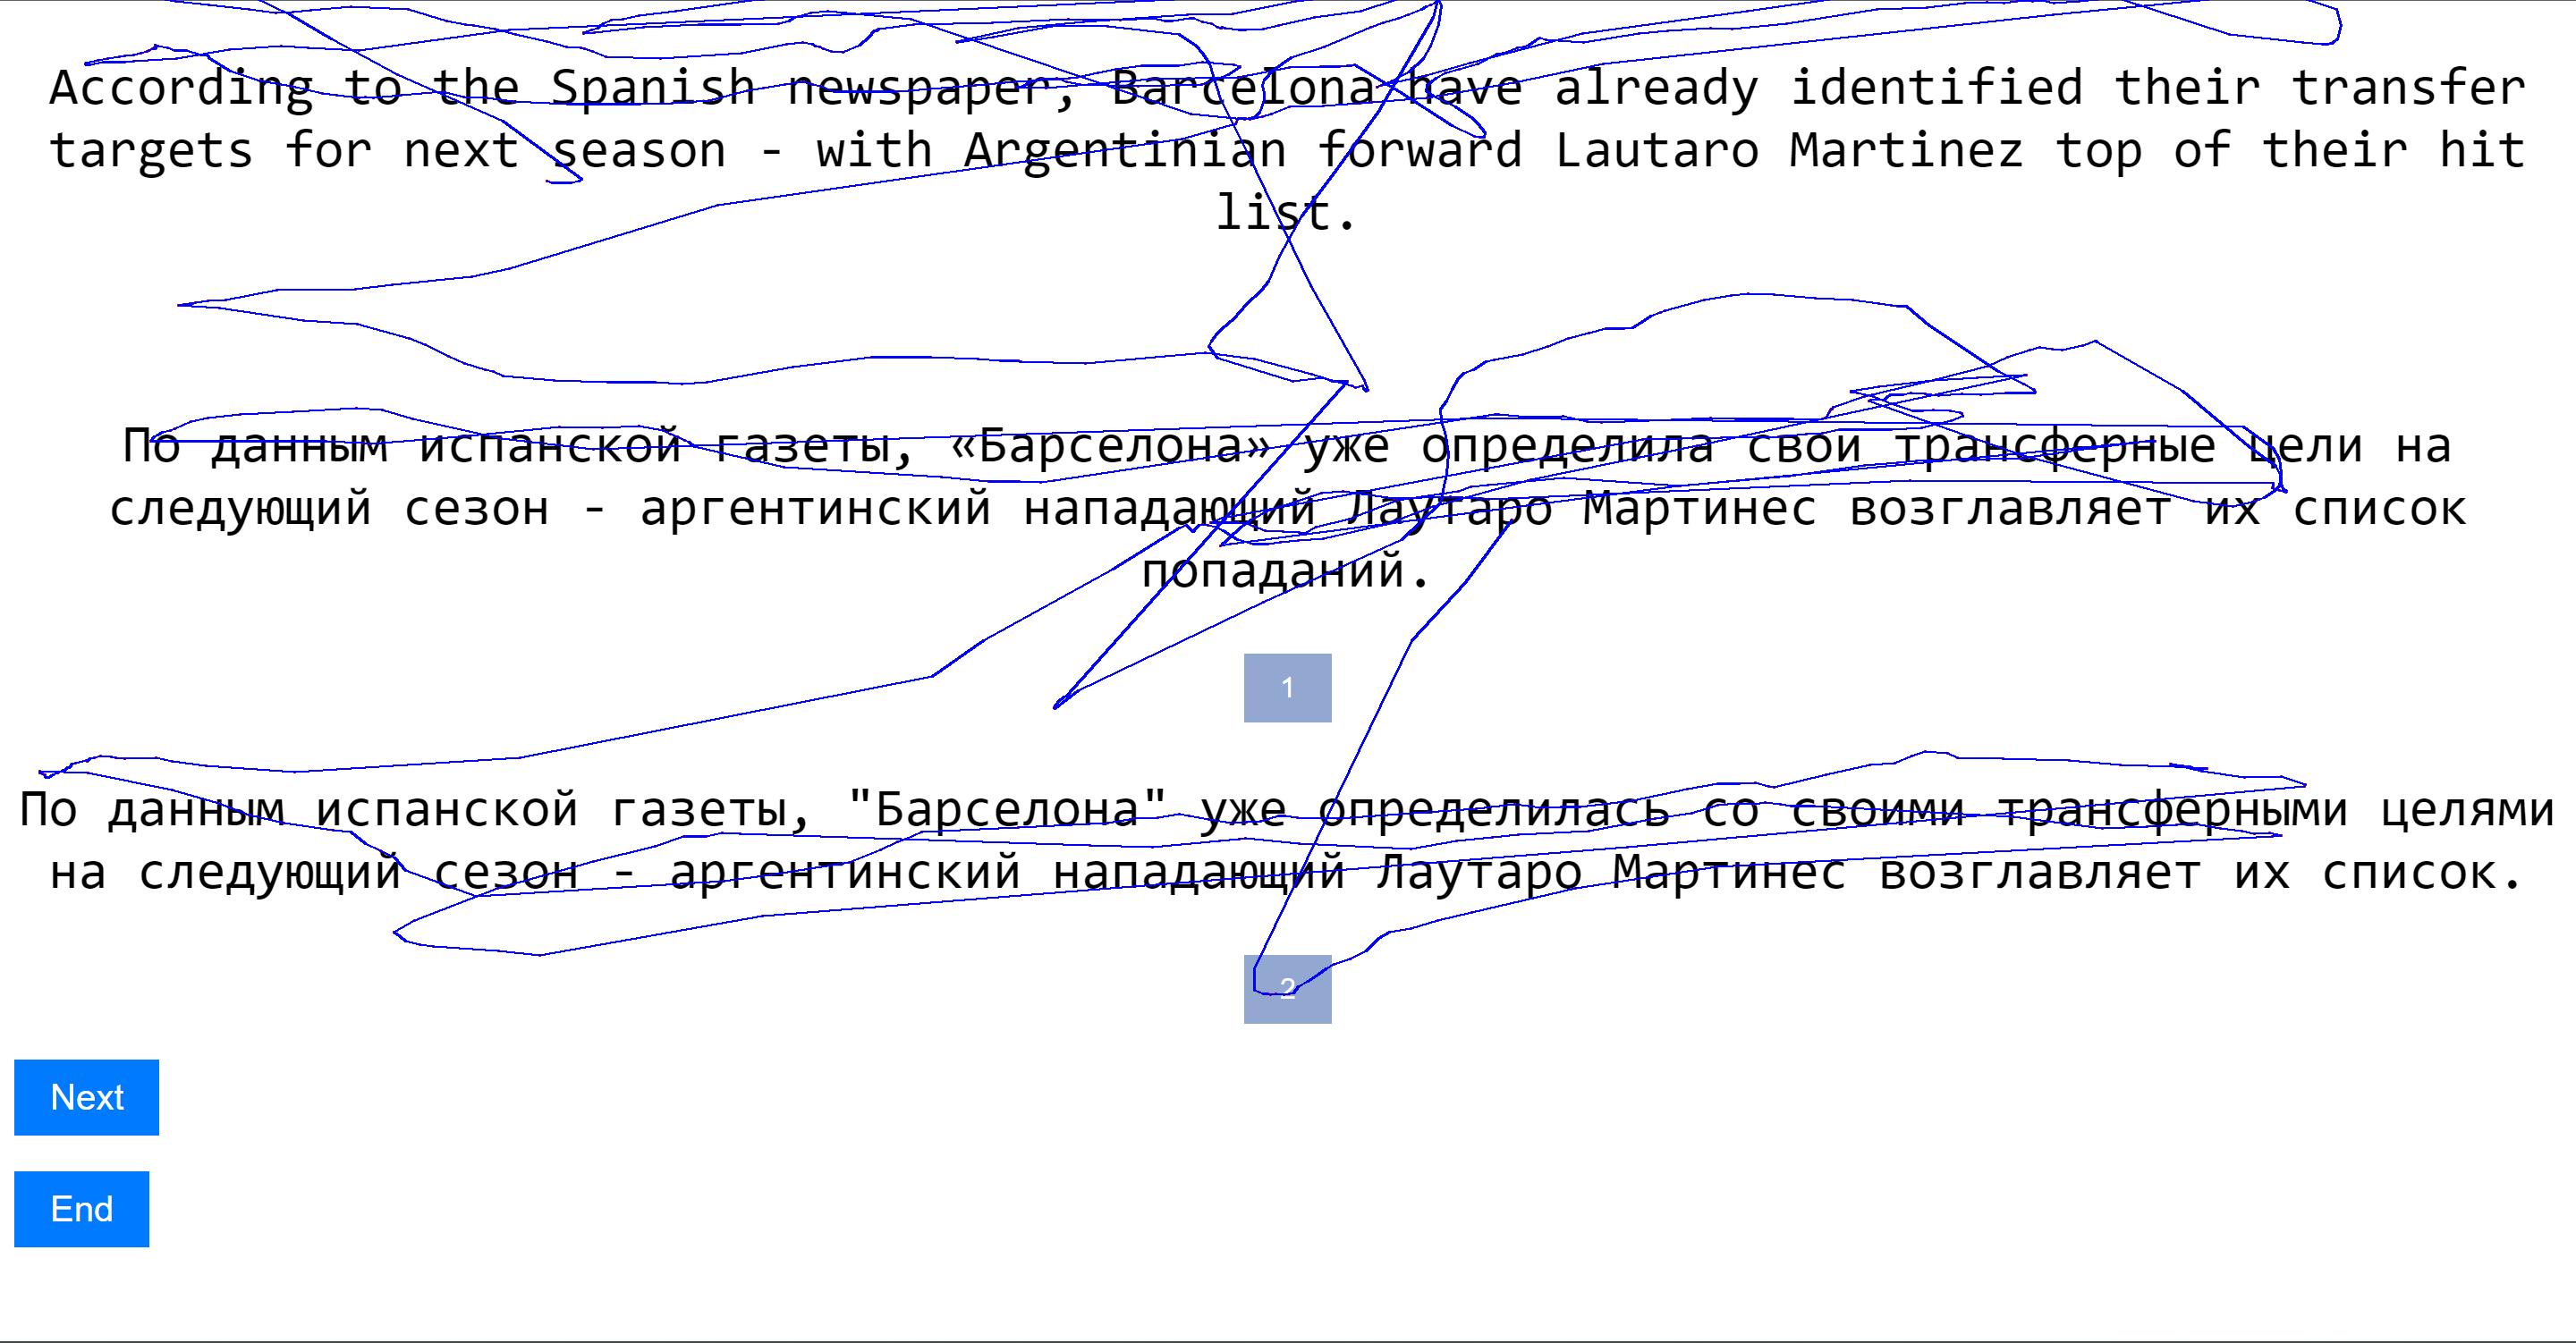 According to the Spanish newspaper, Barcelona have already identified their transfer
targets for next season - with Argentinian forward Lautaro Martinez top of their hit
list.
По данным испанской газеты, «Барселона» уже определила свои трансферные цели на
следующий сезон - аргентинский нападающий Лаутаро Мартинес возглавляет их список
попаданий.
1
По данным испанской газеты, "Барселона" уже определилась со своими трансферными целями
на следующий сезон - аргентинский нападающий Лаутаро Мартинес возглавляет их список.
2
Next
End